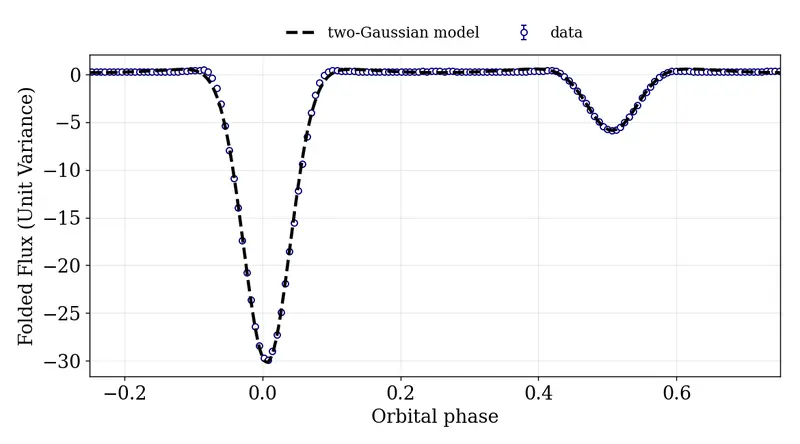 two-Gaussian model data
0
−5
−10
−15
−20
−25
−30
Folded Flux (Unit Variance)
−0.2 0.0 0.2 0.4 0.6
Orbital phase